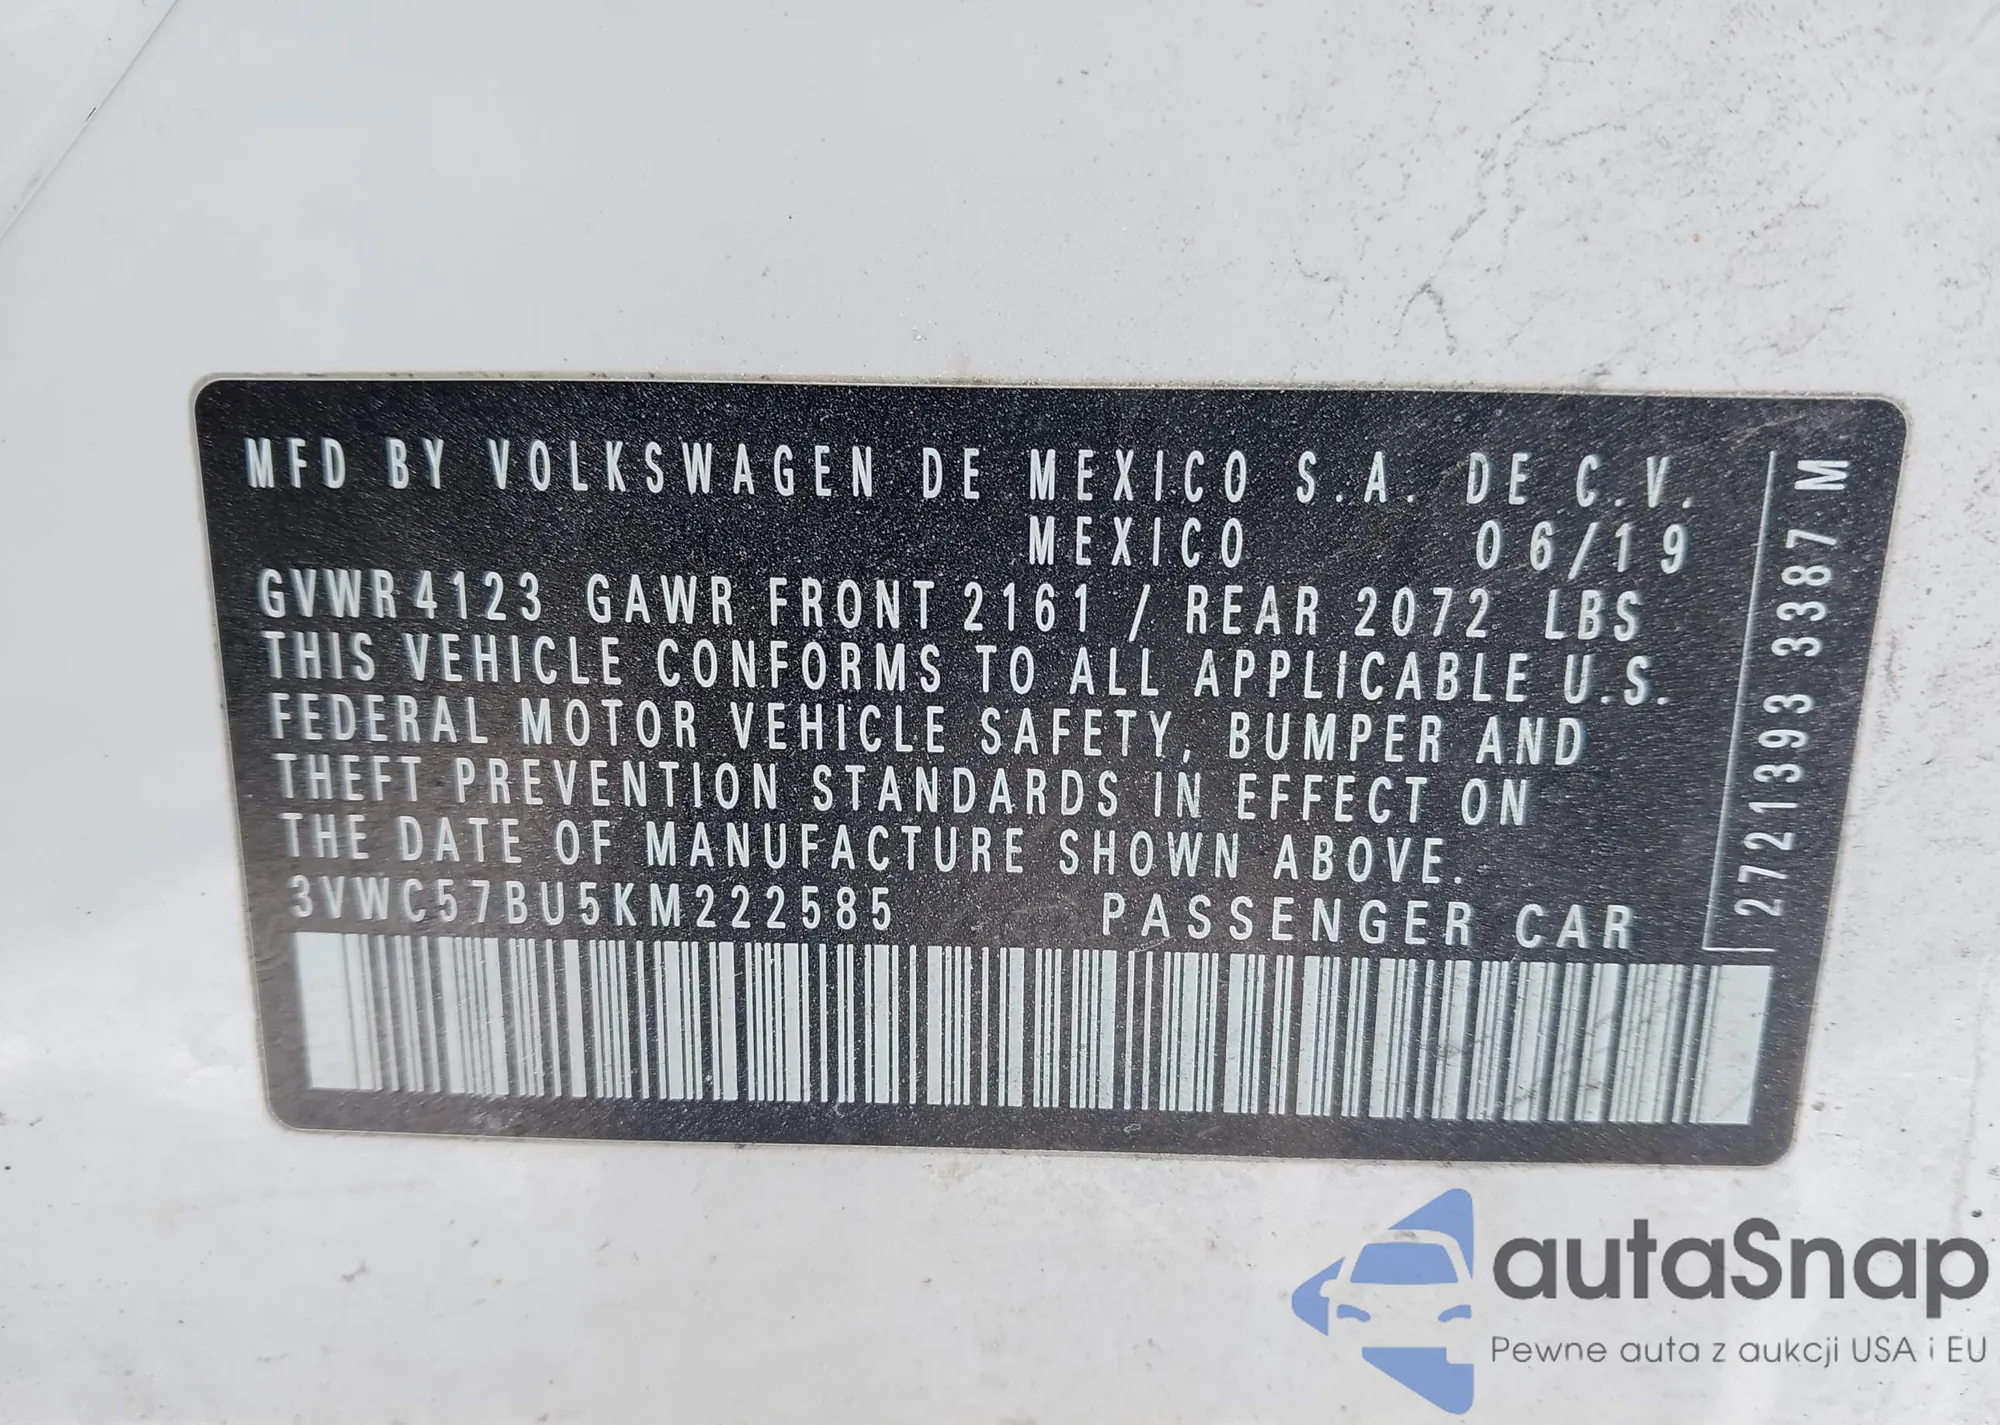 MFD BY VOLKSWAGEN DE MEXICO S.A. DE C.V.
MEXICO 06/19
GVWR 4123 GAWR FRONT 2161 / REAR 2072 LBS
THIS VEHICLE CONFORMS TO ALL APPLICABLE U.S.
FEDERAL MOTOR VEHICLE SAFETY, BUMPER AND
THEFT PREVENTION STANDARDS IN EFFECT ON
THE DATE OF MANUFACTURE SHOWN ABOVE.
3VWC57BU5KM222585 PASSENGER CAR
2721393 3387 M
autaSnap
Pewne auta z aukcji USA i EU